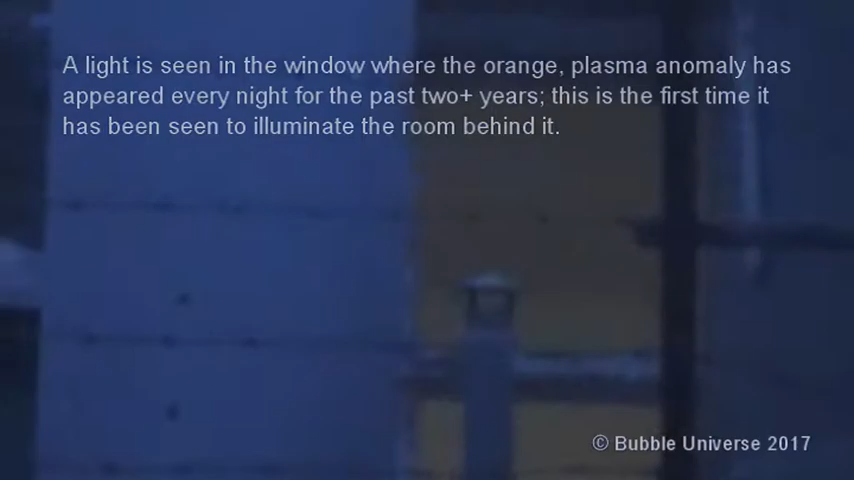 A light is seen in the window where the orange, plasma anomaly has
appeared every night for the past two+ years; this is the first time it
has been seen to illuminate the room behind it.
© Bubble Universe 2017